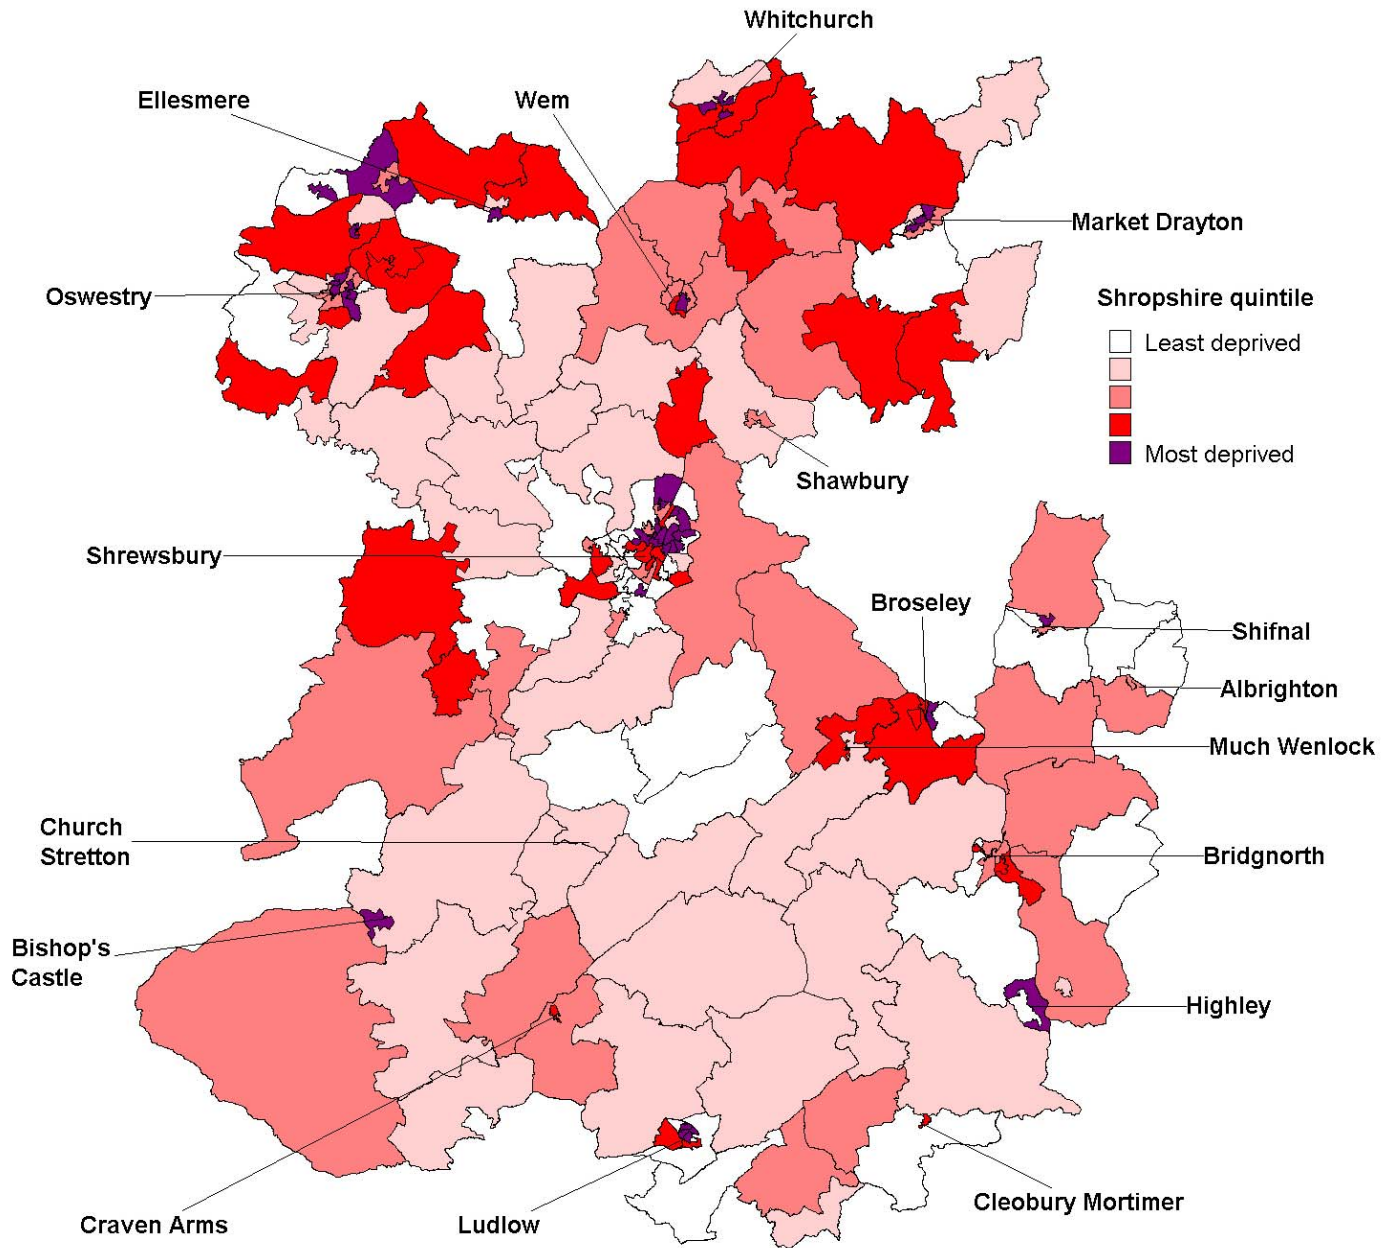 Whitchurch
Ellesmere
Wem
Market Drayton
Oswestry
Shropshire quintile
Least deprived
Most deprived
Shawbury
Shrewsbury
Broseley
Shifnal
Albrighton
Much Wenlock
Church
Stretton
Bridgnorth
Bishop's
Castle
Highley
Cleobury Mortimer
Craven Arms
Ludlow